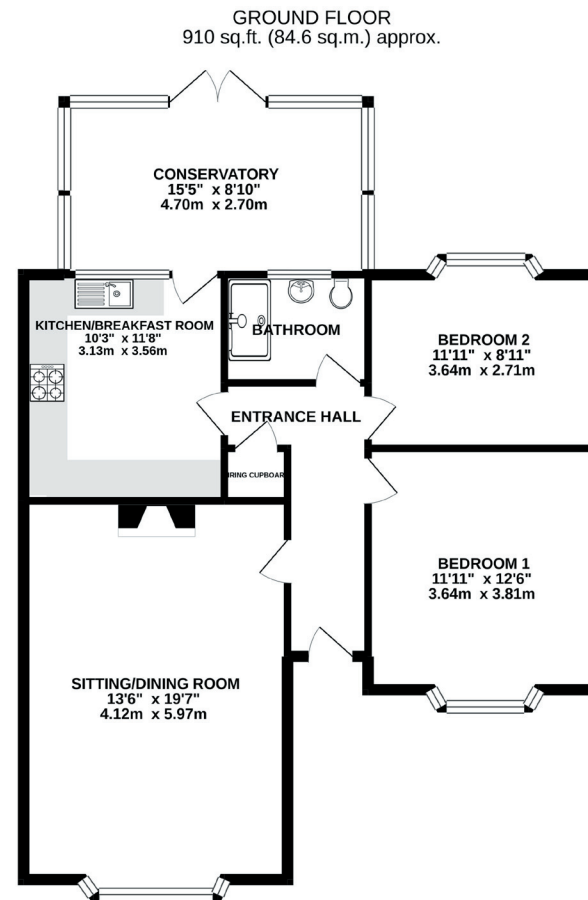 GROUND FLOOR
910 sq.ft. (84.6 sq.m.) approx.
CONSERVATORY
15'5" x 8'10"
4.70m x 2.70m
KITCHEN/BREAKFAST ROOM
10'3" x 11'8"
3.13m x 3.56m
BATHROOM
BEDROOM 2
11'11" x 8'11"
3.64m x 2.71m
ENTRANCE HALL
IRING CUPBOAR
BEDROOM 1
11'11" x 12'6"
3.64m x 3.81m
SITTING/DINING ROOM
13'6" x 19'7"
4.12m x 5.97m